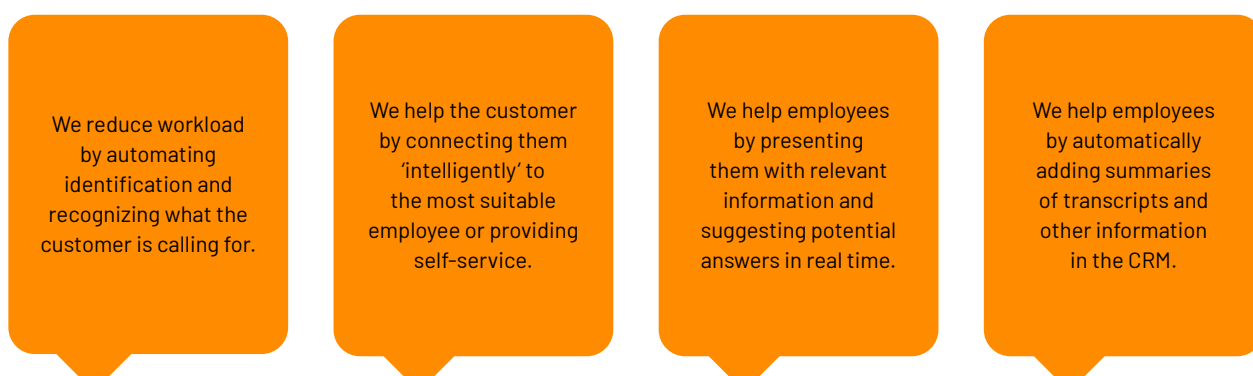 We reduce workload
by automating
identification and
recognizing what the
customer is calling for.
We help the customer
by connecting them
‘intelligently’ to
the most suitable
employee or providing
self-service.
We help employees
by presenting
them with relevant
information and
suggesting potential
answers in real time.
We help employees
by automatically
adding summaries
of transcripts and
other information
in the CRM.